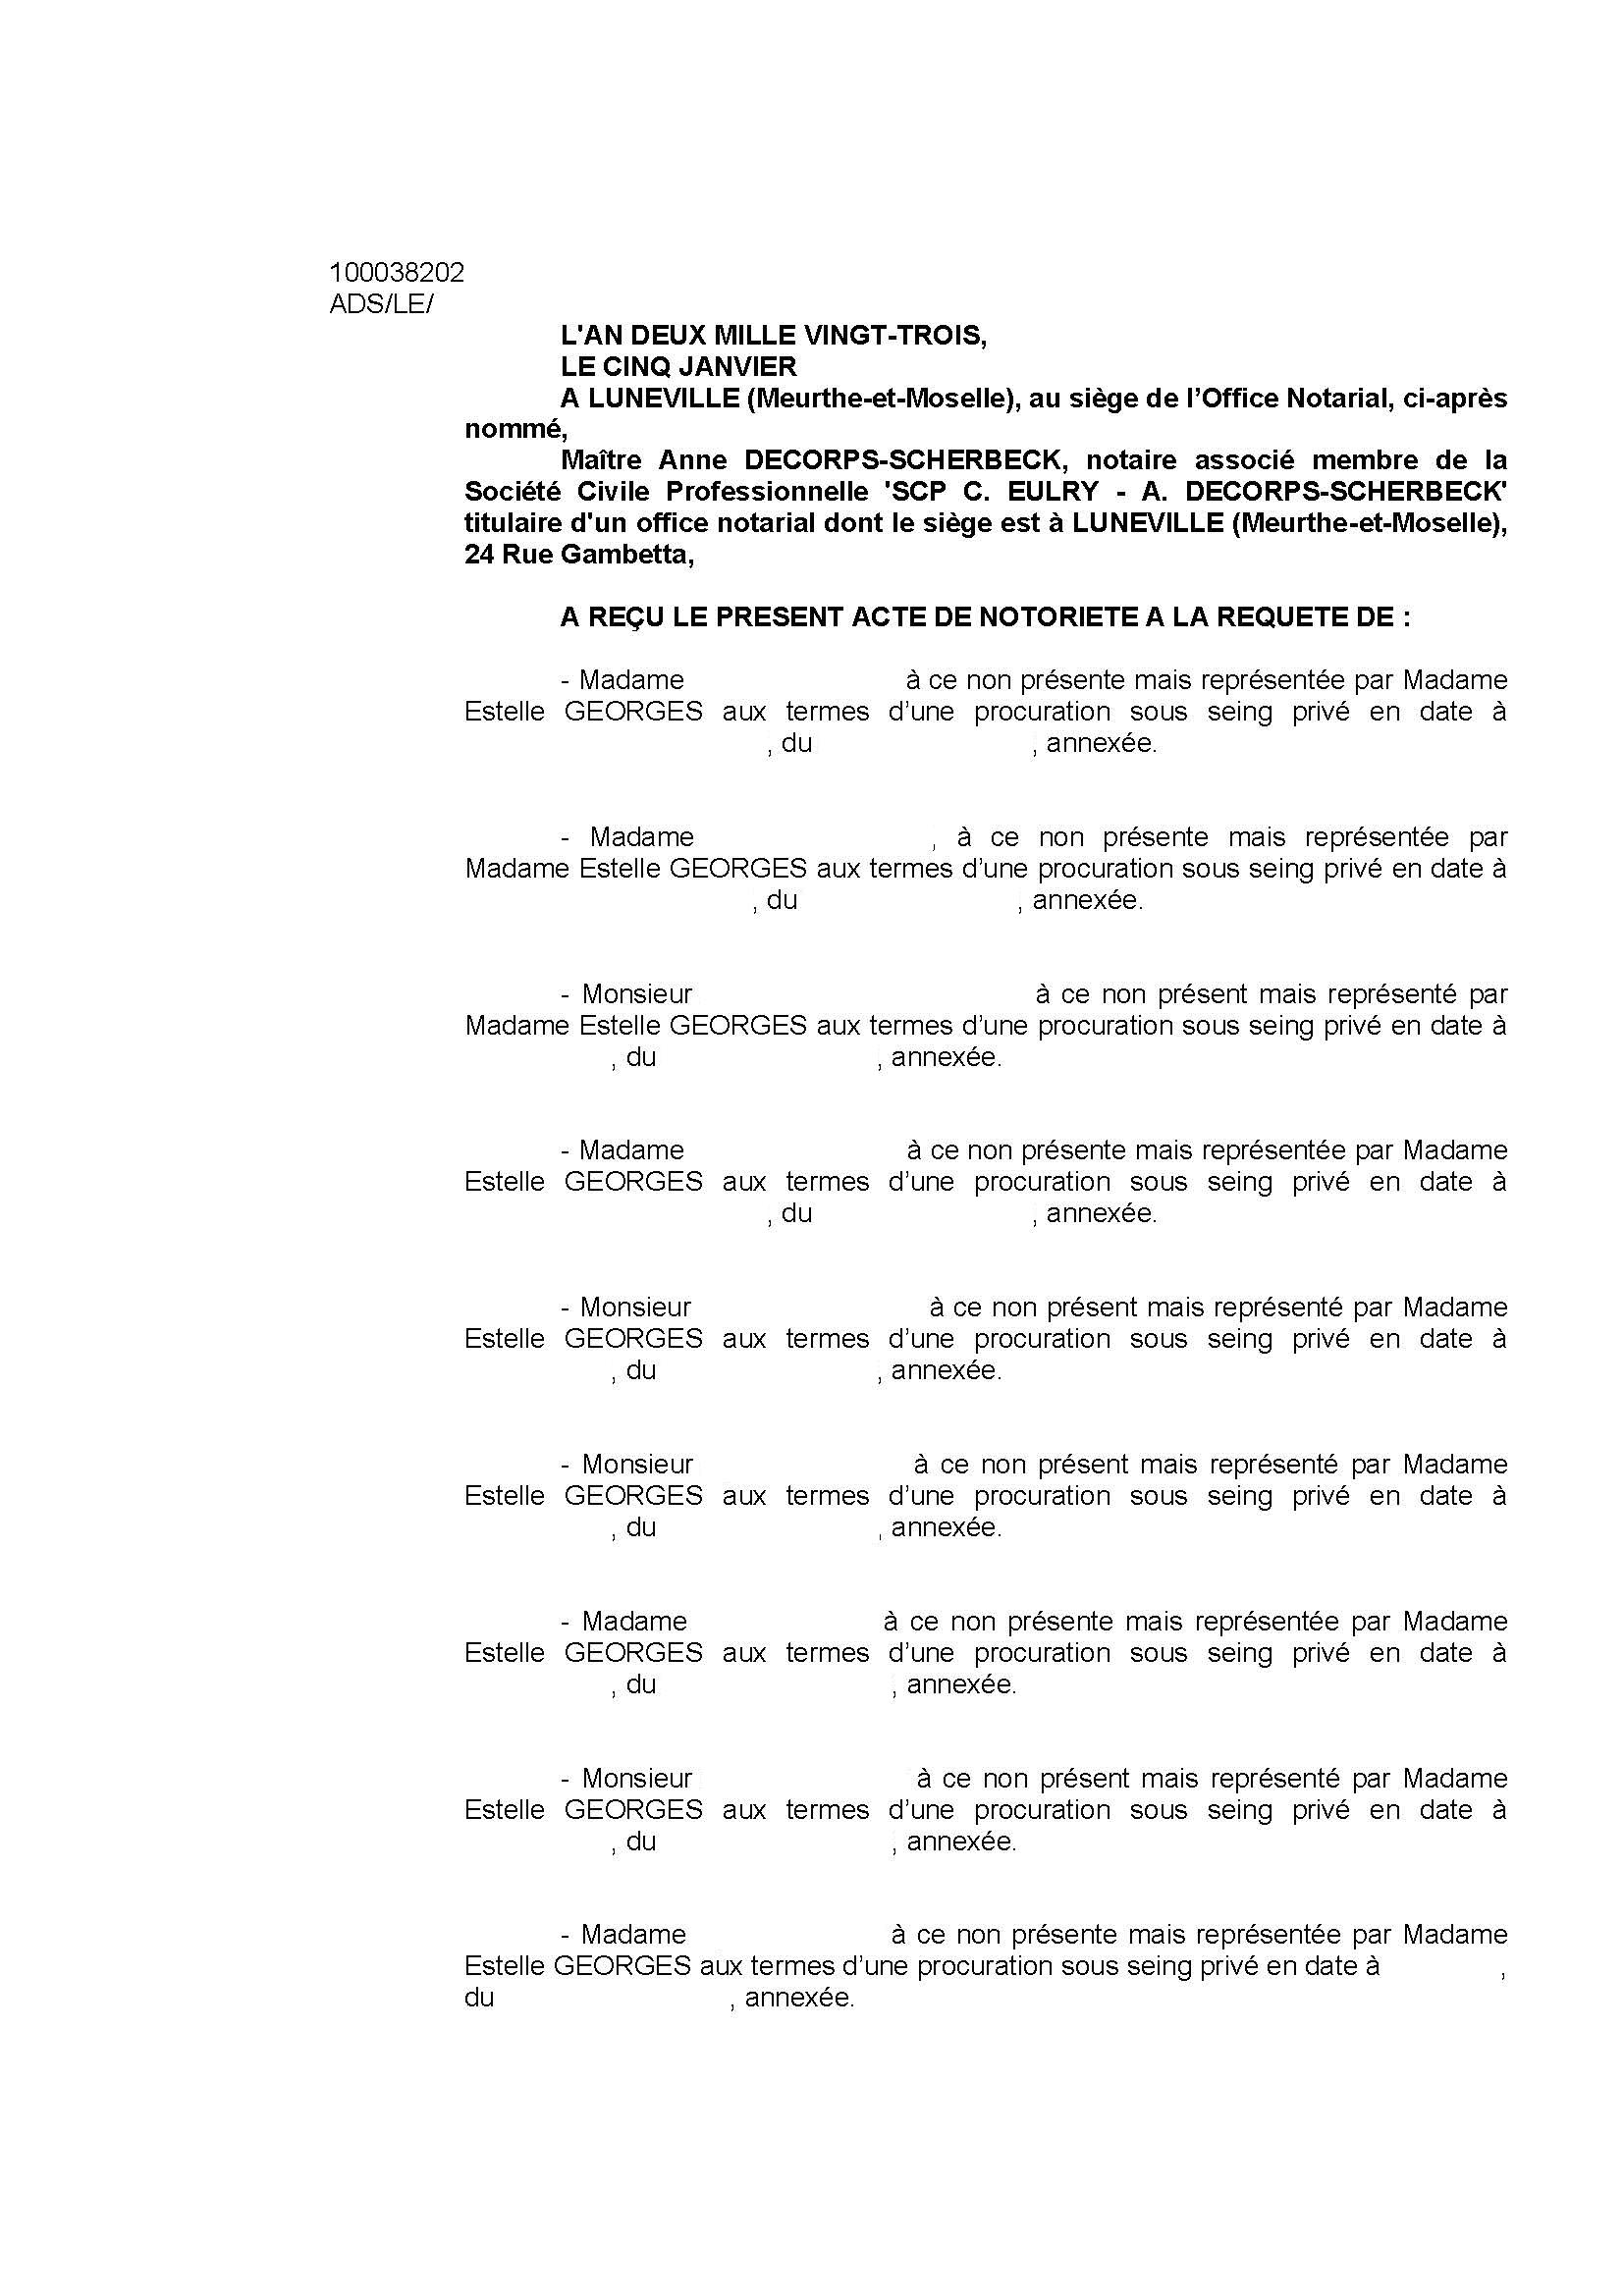 100038202
ADS/LE/
L'AN DEUX MILLE VINGT-TROIS,
LE CINQ JANVIER
A LUNEVILLE (Meurthe-et-Moselle), au siège de l’Office Notarial, ci-après
nommé,
Maître Anne DECORPS-SCHERBECK, notaire associé membre de la
Société Civile Professionnelle 'SCP C. EULRY - A. DECORPS-SCHERBECK'
titulaire d'un office notarial dont le siège est à LUNEVILLE (Meurthe-et-Moselle),
24 Rue Gambetta,
A REÇU LE PRESENT ACTE DE NOTORIETE A LA REQUETE DE :
- Madame à ce non présente mais représentée par Madame
Estelle GEORGES aux termes d’une procuration sous seing privé en date à
, du , annexée.
- Madame , à ce non présente mais représentée par
Madame Estelle GEORGES aux termes d’une procuration sous seing privé en date à
, du , annexée.
- Monsieur à ce non présent mais représenté par
Madame Estelle GEORGES aux termes d’une procuration sous seing privé en date à
, du , annexée.
- Madame à ce non présente mais représentée par Madame
Estelle GEORGES aux termes d’une procuration sous seing privé en date à
, du , annexée.
- Monsieur à ce non présent mais représenté par Madame
Estelle GEORGES aux termes d’une procuration sous seing privé en date à
, du , annexée.
- Monsieur à ce non présent mais représenté par Madame
Estelle GEORGES aux termes d’une procuration sous seing privé en date à
, du , annexée.
- Madame à ce non présente mais représentée par Madame
Estelle GEORGES aux termes d’une procuration sous seing privé en date à
, du , annexée.
- Monsieur à ce non présent mais représenté par Madame
Estelle GEORGES aux termes d’une procuration sous seing privé en date à
, du , annexée.
- Madame à ce non présente mais représentée par Madame
Estelle GEORGES aux termes d’une procuration sous seing privé en date à ,
du , annexée.